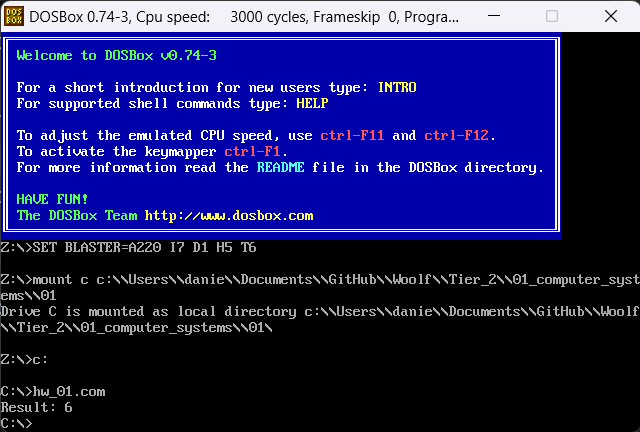 DOS BOX
DOSBox 0.74-3, Cpu speed: 3000 cycles, Frameskip 0, Progra...
Welcome to DOSBox v0.74-3
For a short introduction for new users type: INTRO
For supported shell commands type: HELP
To adjust the emulated CPU speed, use ctrl-F11 and ctrl-F12.
To activate the keymapper ctrl-F1.
For more information read the README file in the DOSBox directory.
HAVE FUN!
The DOSBox Team http://www.dosbox.com
Z:\>SET BLASTER=A220 I7 D1 H5 T6
Z:\>mount c c:\\Users\\danie\\Documents\\GitHub\\Woolf\\Tier_2\\01_computer_syst
ems\\01
Drive C is mounted as local directory c:\\Users\\danie\\Documents\\GitHub\\Woolf
\\Tier_2\\01_computer_systems\\01\
Z:\>c:
C:\>hw_01.com
Result: 6
C:\>